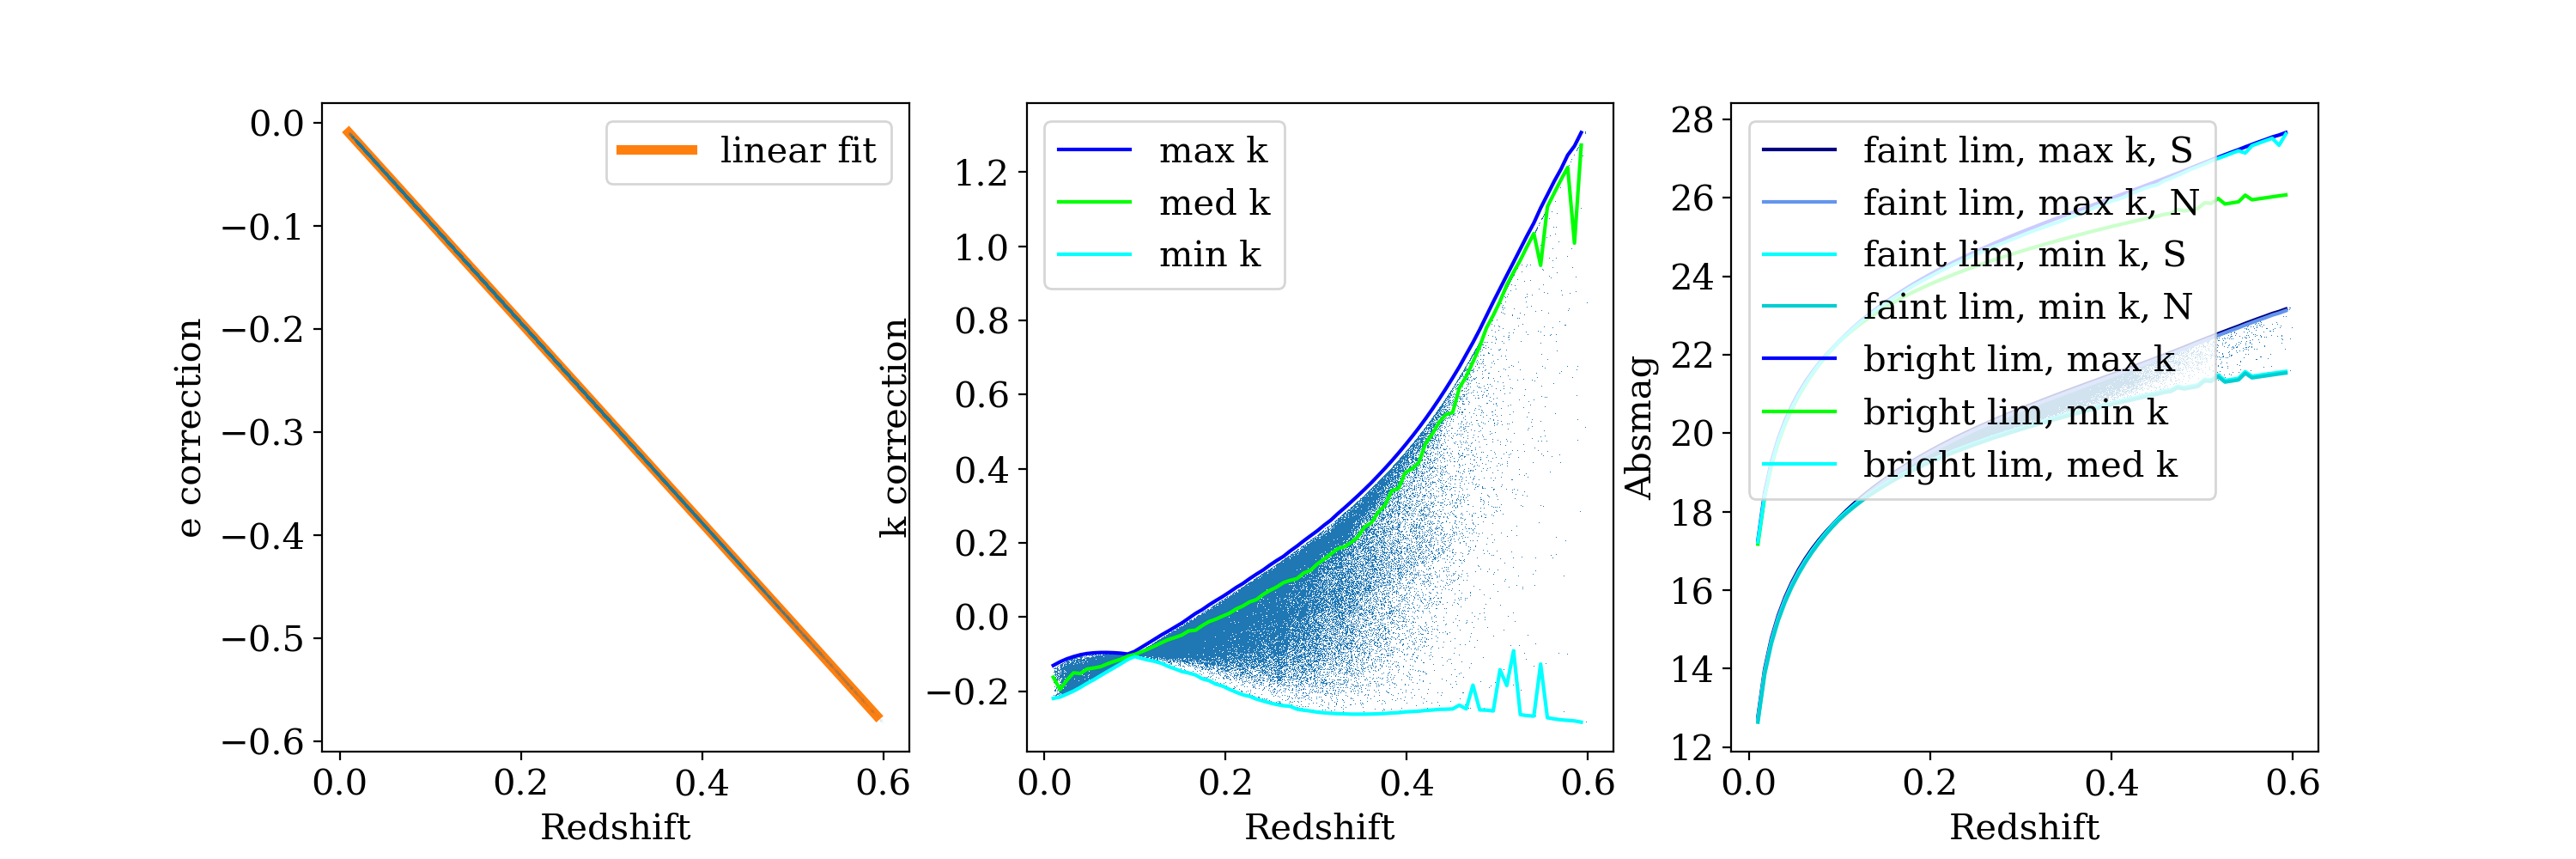 0.0
−0.1
−0.2
−0.3
−0.4
−0.5
−0.6
e correction
0.0 0.2 0.4 0.6
Redshift
linear fit
1.2
1.0
0.8
0.6
0.4
0.2
0.0
−0.2
k correction
0.0 0.2 0.4 0.6
Redshift
max k
med k
min k
28
26
24
22
20
18
16
14
12
Absmag
0.0 0.2 0.4 0.6
Redshift
faint lim, max k, S
faint lim, max k, N
faint lim, min k, S
faint lim, min k, N
bright lim, max k
bright lim, min k
bright lim, med k